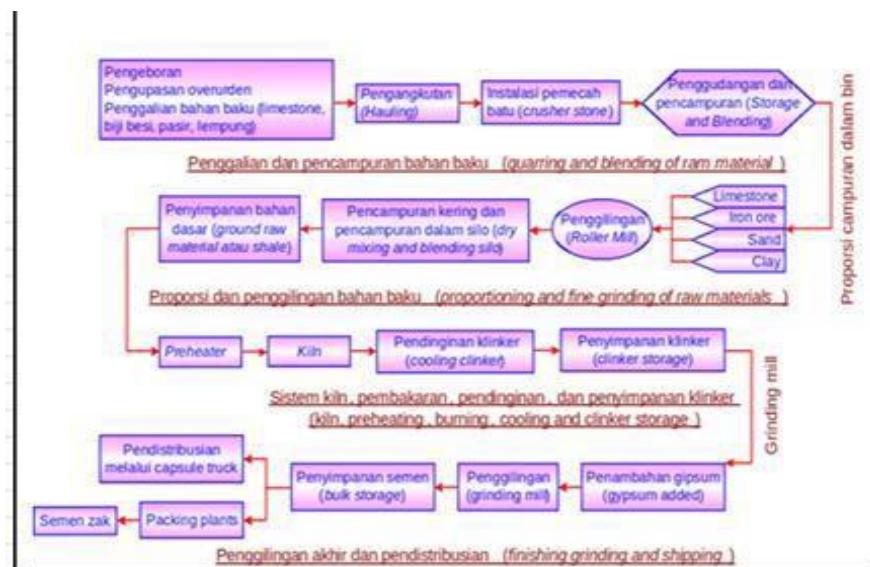 Pengeboran
Pengupasan overurden
Penggalian bahan baku (limestone,
biji besi, pasir, lempung)
Pengangkutan
(Hauling)
Instalasi pemecah
batu (crusher stone)
Penggudangan dan
pencampuran (Storage
and Blending)
Penggalian dan pencampuran bahan baku (quarring and blending of ram material)
Proporsi campuran dalam bin
Limestone
Iron ore
Sand
Clay
Penggilingan
(Roller Mill)
Pencampuran kering dan
pencampuran dalam silo (dry
mixing and blending silo)
Penyimpanan bahan
dasar (ground raw
material atau shale)
Proporsi dan penggilingan bahan baku (proportioning and fine grinding of raw materials)
Preheater
Kiln
Pendinginan klinker
(cooling clinker)
Penyimpanan klinker
(clinker storage)
Sistem kiln, pembakaran, pendinginan, dan penyimpanan klinker
(kiln, preheating, burning, cooling and clinker storage)
Grinding mill
Penambahan gipsum
(gypsum added)
Penggilingan
(grinding mill)
Penyimpanan semen
(bulk storage)
Pendistribusian
melalui capsule truck
Packing plants
Semen zak
Penggilingan akhir dan pendistribusian (finishing grinding and shipping)